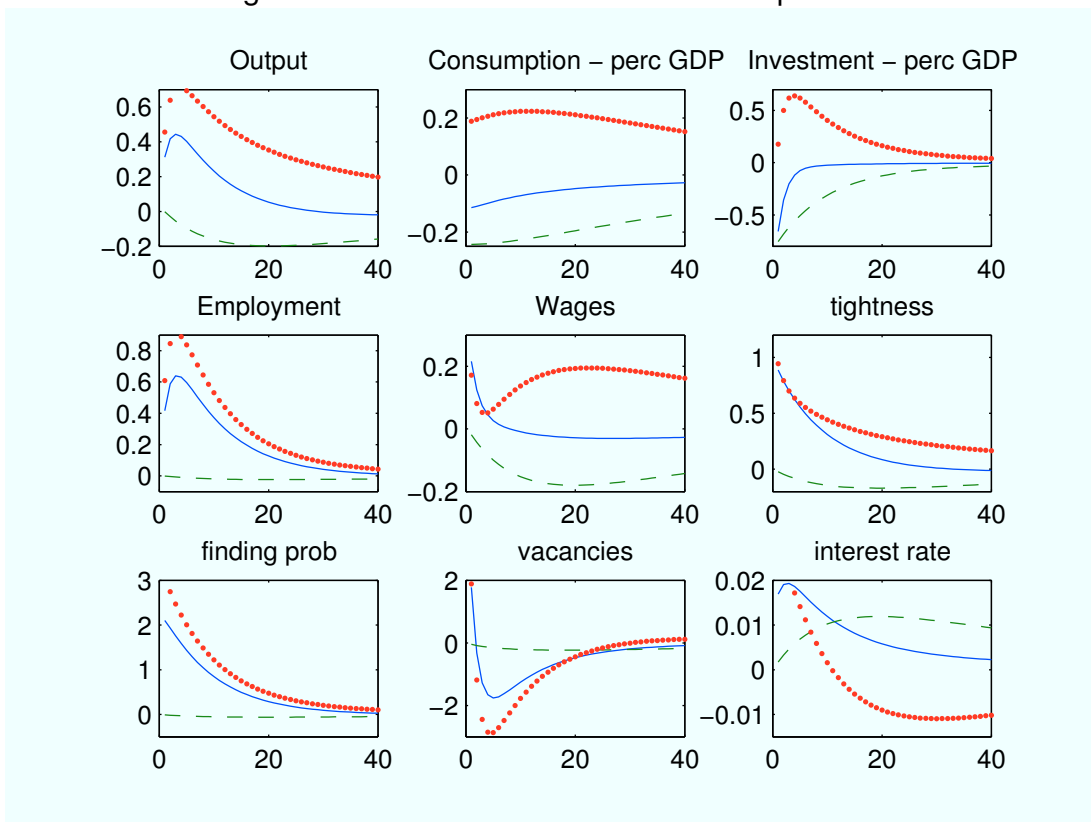 Output Consumption − perc GDP Investment − perc GDP
0.6 0.4 0.2 0 −0.2
0 20 40
0.2 0 −0.2
0 20 40
0.5 0 −0.5
0 20 40
Employment Wages tightness
0.8 0.6 0.4 0.2 0
0 20 40
0.2 0 −0.2
0 20 40
1 0.5 0
0 20 40
finding prob vacancies interest rate
3 2 1 0
0 20 40
2 0 −2
0 20 40
0.02 0.01 0 −0.01
0 20 40